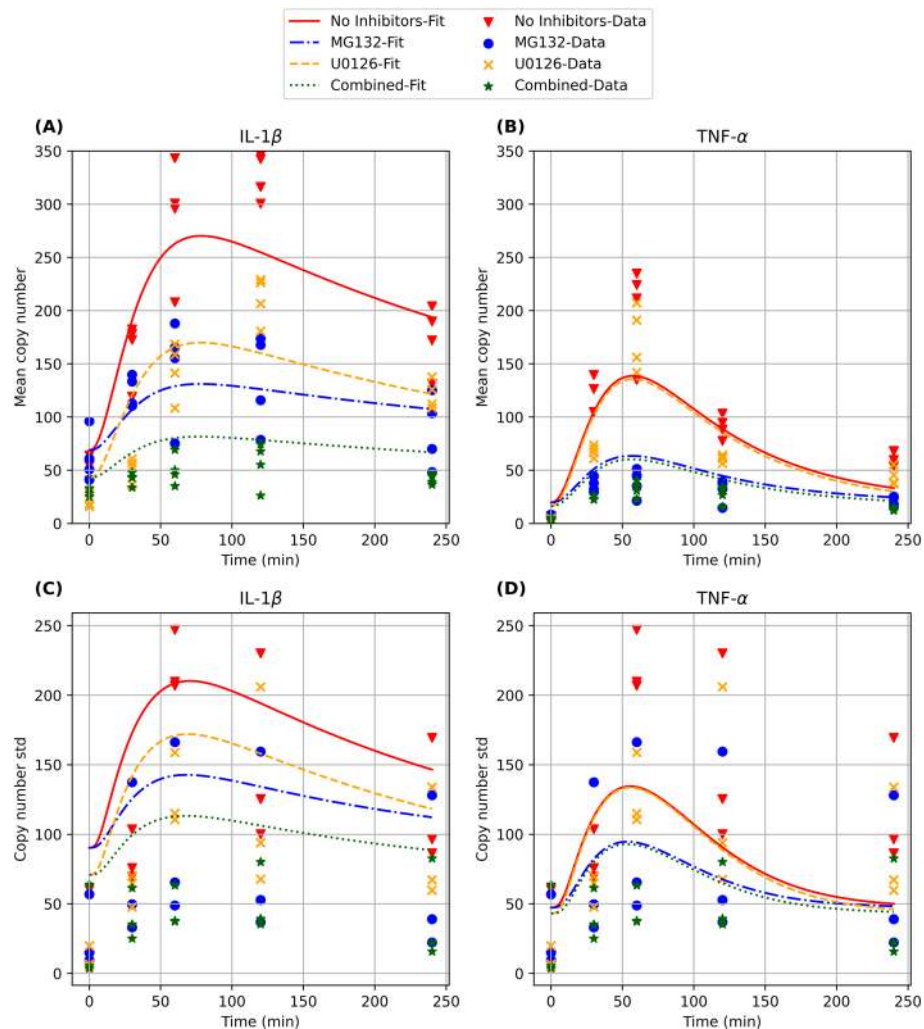 No Inhibitors-Fit No Inhibitors-Data
MG132-Fit MG132-Data
U0126-Fit U0126-Data
Combined-Fit Combined-Data
(A) IL-1β (B) TNF-α
350 350
300 300
250 250
200 200
150 150
100 100
50 50
0 0
Mean copy number Mean copy number
0 50 100 150 200 250 0 50 100 150 200 250
Time (min) Time (min)
(C) IL-1β (D) TNF-α
250 250
200 200
150 150
100 100
50 50
0 0
Copy number std Copy number std
0 50 100 150 200 250 0 50 100 150 200 250
Time (min) Time (min)